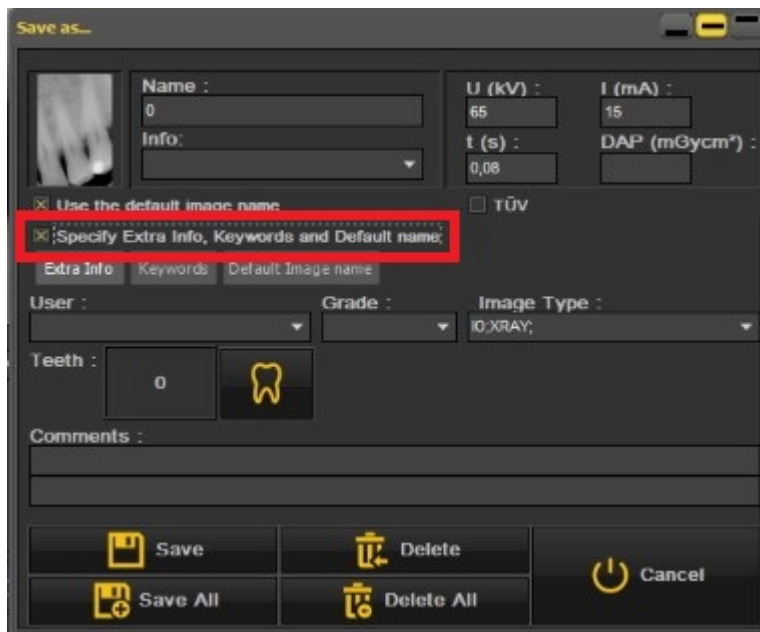 Save as...
Name :
0
Info:
U (kV) :
65
I (mA) :
15
t (s) :
0,08
DAP (mGycm²) :
Use the default image name
TÜV
Specify Extra Info, Keywords and Default name;
Extra Info
Keywords
Default Image name
User :
Grade :
Image Type :
IO;XRAY;
Teeth :
0
Comments :
Save
Delete
Cancel
Save All
Delete All